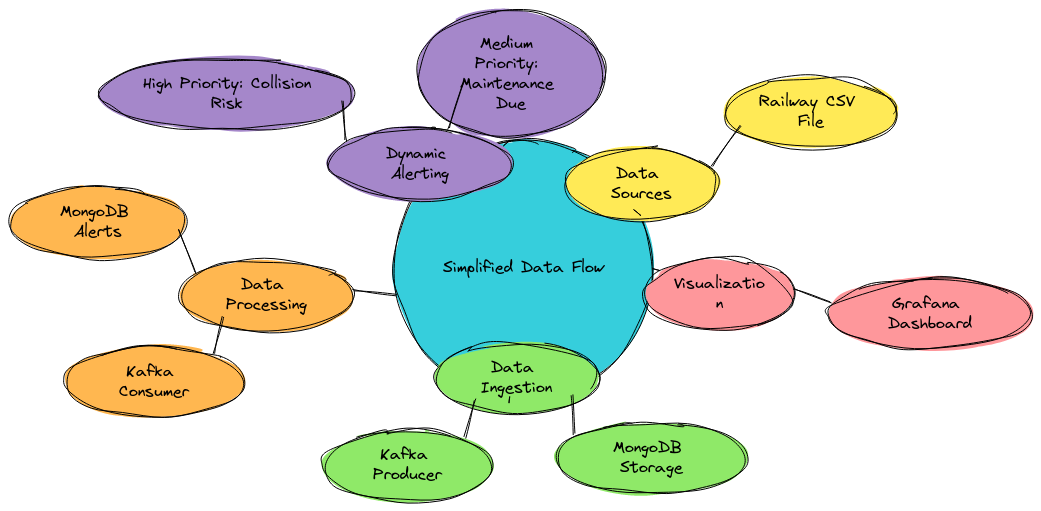 Medium
Priority:
Maintenance
Due
High Priority: Collision
Risk
Railway CSV
File
Dynamic
Alerting
Data
Sources
MongoDB
Alerts
Simplified Data Flow
Data
Processing
Visualizatio
n
Grafana
Dashboard
Kafka
Consumer
Data
Ingestion
Kafka
Producer
MongoDB
Storage